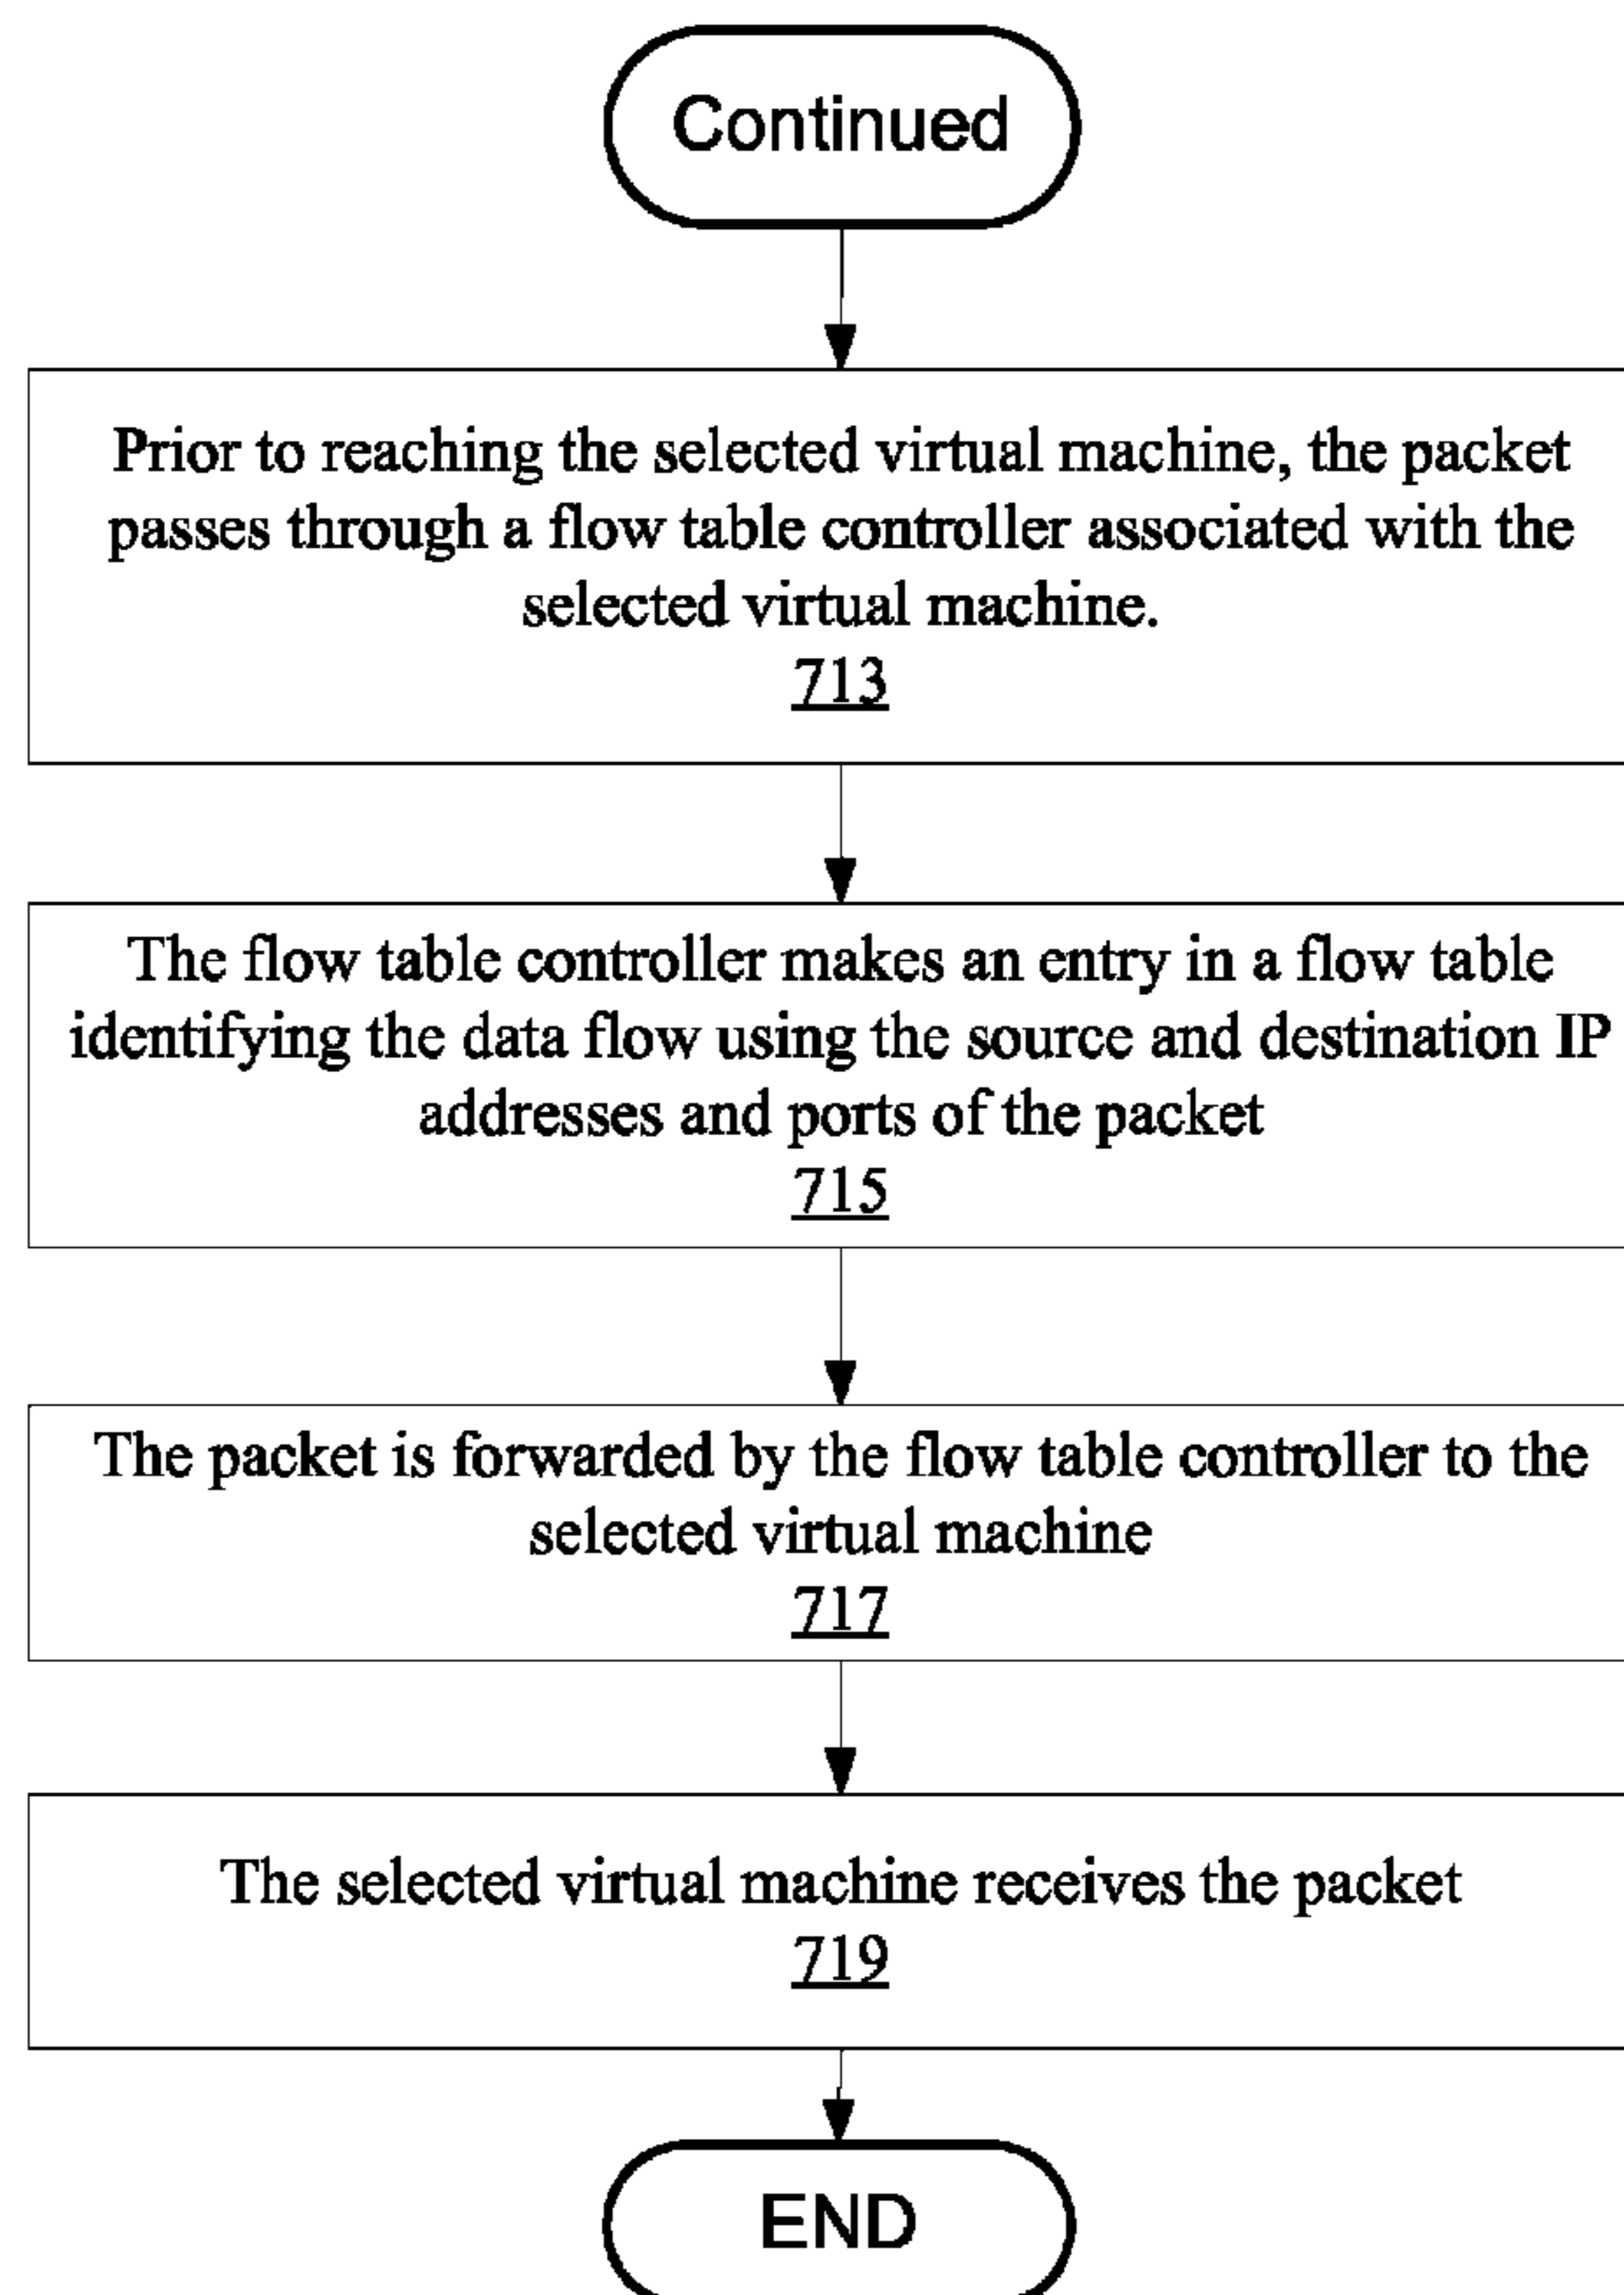 Continued
Prior to reaching the selected virtual machine, the packet
passes through a flow table controller associated with the
selected virtual machine.
713
The flow table controller makes an entry in a flow table
identifying the data flow using the source and destination IP
addresses and ports of the packet
715
The packet is forwarded by the flow table controller to the
selected virtual machine
717
The selected virtual machine receives the packet
719
END